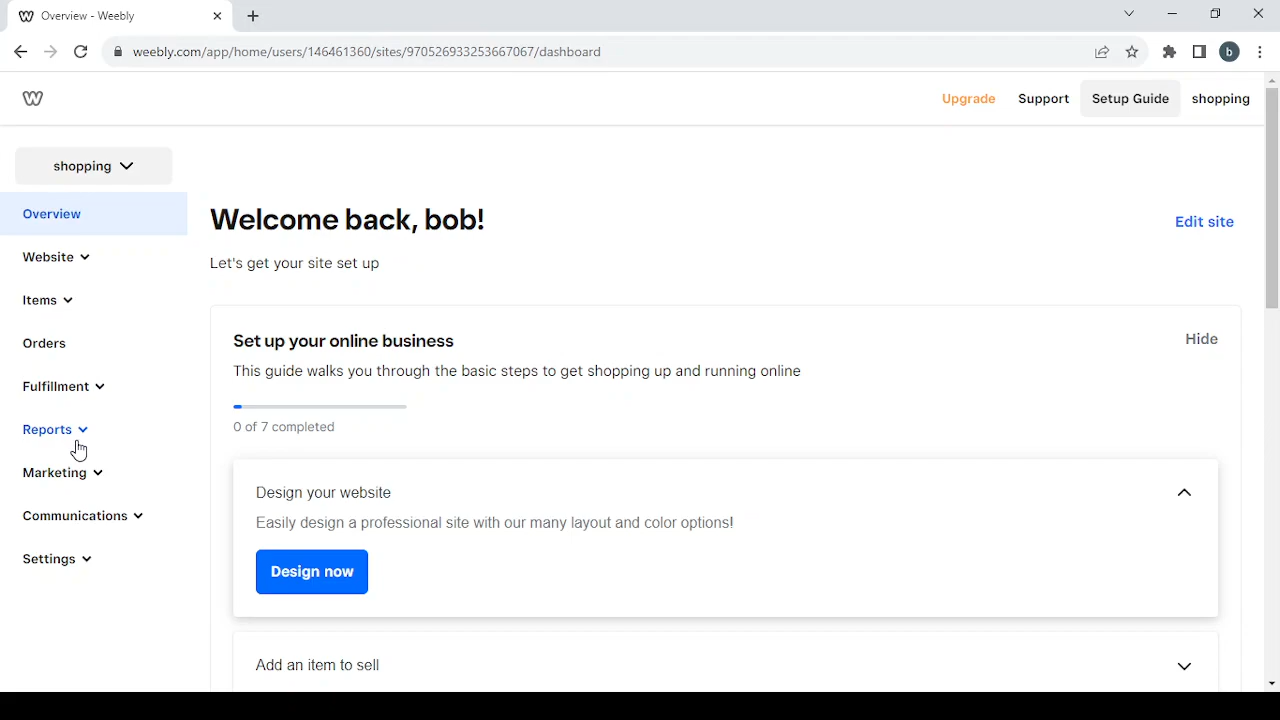 Overview - Weebly
weebly.com/app/home/users/146461360/sites/970526933253667067/dashboard
b
Upgrade
Support
Setup Guide
shopping
shopping
Overview
Website
Items
Orders
Fulfillment
Reports
Marketing
Communications
Settings
Welcome back, bob!
Edit site
Let's get your site set up
Set up your online business
Hide
This guide walks you through the basic steps to get shopping up and running online
0 of 7 completed
Design your website
Easily design a professional site with our many layout and color options!
Design now
Add an item to sell